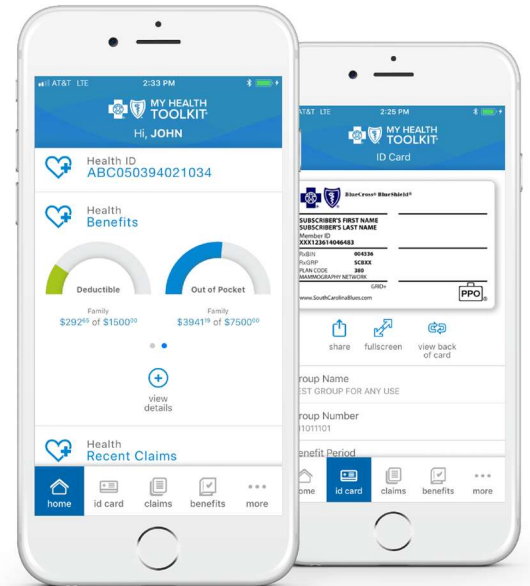 AT&T LTE 2:33 PM
MY HEALTH
TOOLKIT®
Hi, JOHN
Health ID
ABC050394021034
Health
Benefits
Deductible
Family
$292⁶⁵ of $1500⁰⁰
Out of Pocket
Family
$3941¹⁹ of $7500⁰⁰
view
details
Health
Recent Claims
home id card claims benefits more
AT&T LTE 2:25 PM
MY HEALTH
TOOLKIT®
ID Card
BlueCross® BlueShield®
SUBSCRIBER'S FIRST NAME
SUBSCRIBER'S LAST NAME
Member ID
XXX123614046483
RxBIN 004336
RxGRP SCBXX
PLAN CODE 380
MAMMOGRAPHY NETWORK
GRID+
www.SouthCarolinaBlues.com
PPO®
share fullscreen view back
of card
roup Name
EST GROUP FOR ANY USE
roup Number
11011101
enefit Period
ome id card claims benefits more